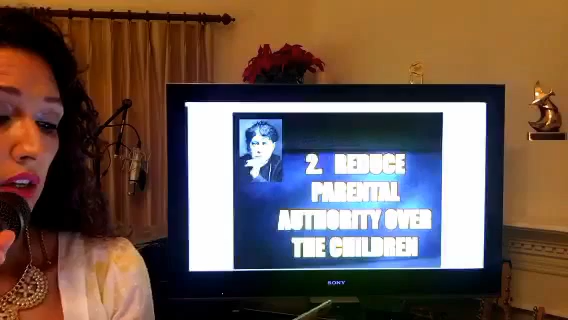 2. REDUCE
PARENTAL
AUTHORITY OVER
THE CHILDREN
SONY